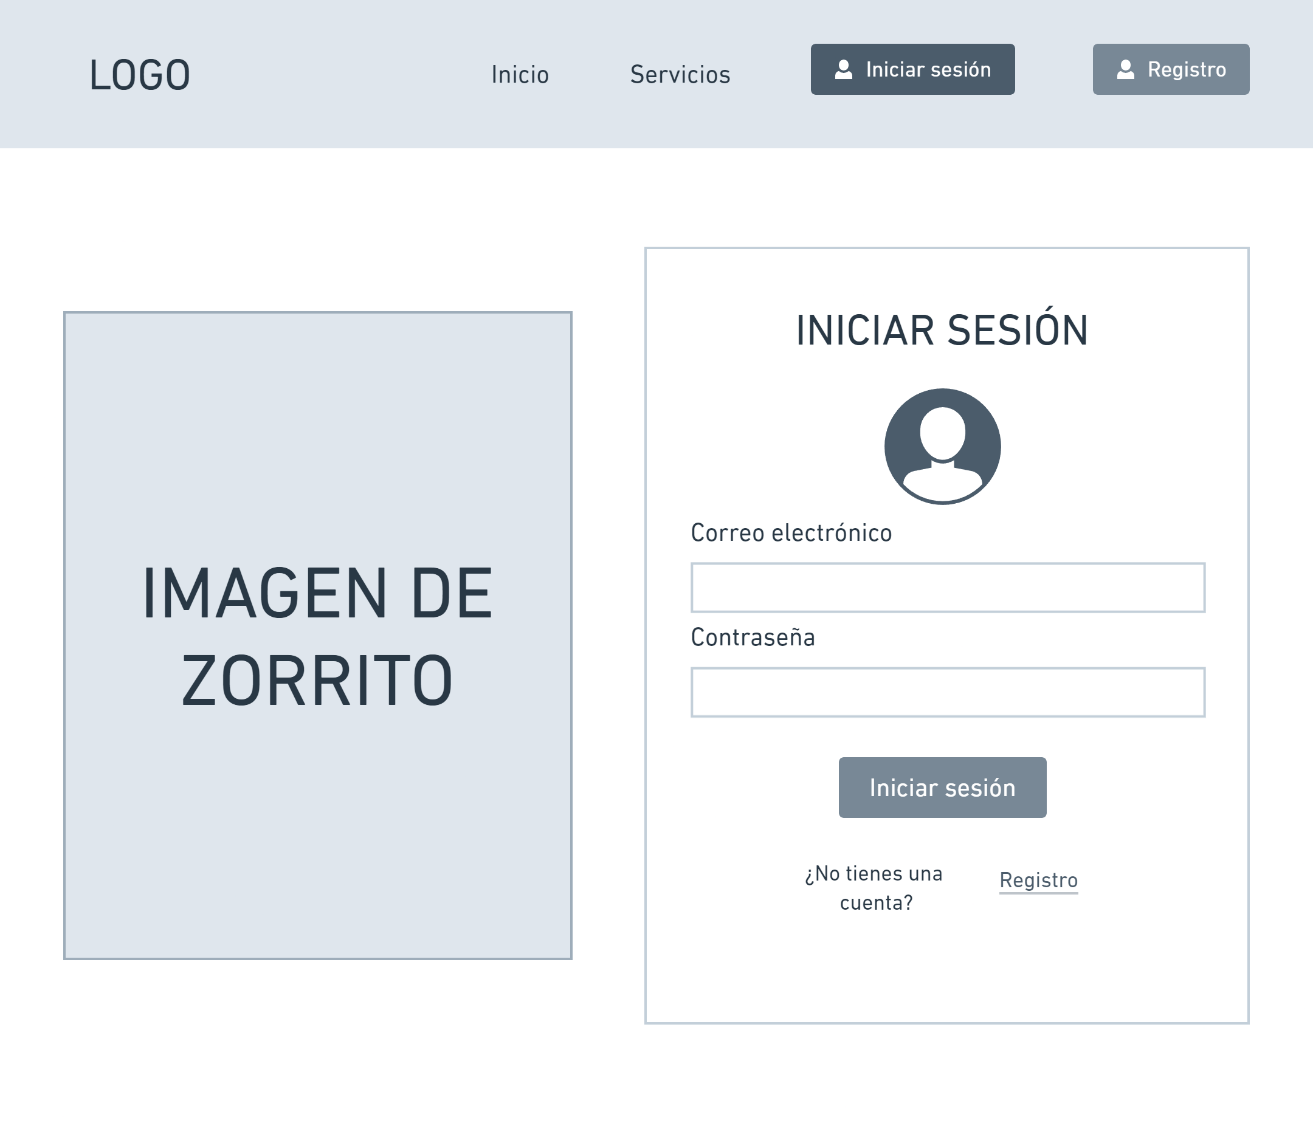 LOGO
Inicio
Servicios
Iniciar sesión
Registro
IMAGEN DE
ZORRITO
INICIAR SESIÓN
Correo electrónico
Contraseña
Iniciar sesión
¿No tienes una
cuenta?
Registro